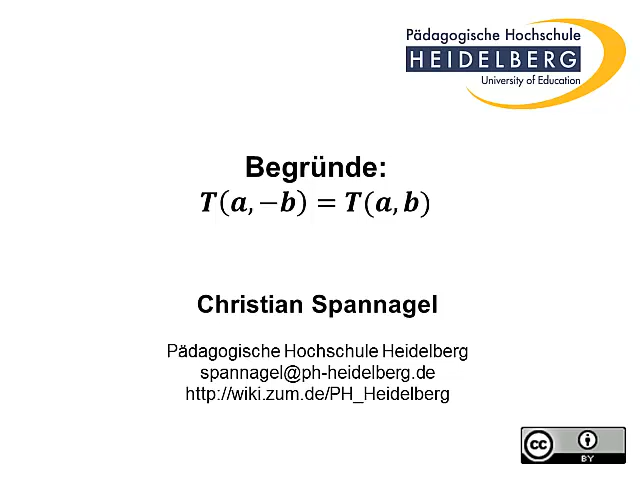 Pädagogische Hochschule
HEIDELBERG
University of Education
Begründe:
T(a,−b) = T(a,b)
Christian Spannagel
Pädagogische Hochschule Heidelberg
spannagel@ph-heidelberg.de
http://wiki.zum.de/PH_Heidelberg
cc
BY